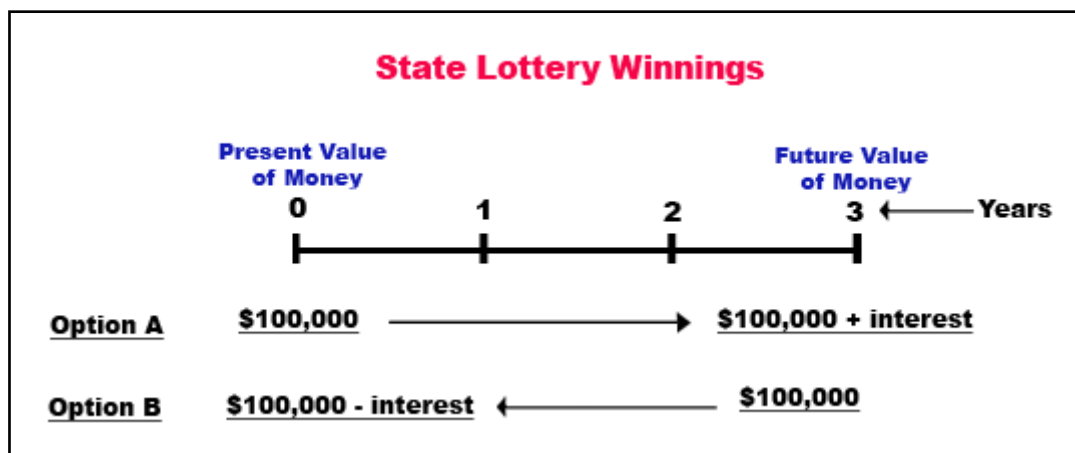 State Lottery Winnings
Present Value
of Money
Future Value
of Money
0 1 2 3 Years
Option A $100,000 $100,000 + interest
Option B $100,000 - interest $100,000